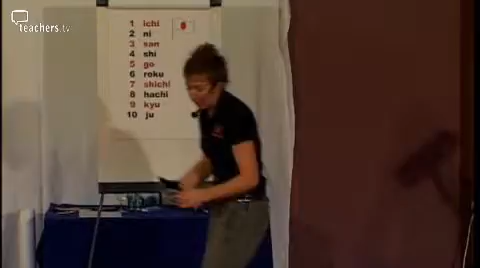 teachers.tv
1 ichi
2 ni
3 san
4 shi
5 go
6 roku
7 shichi
8 hachi
9 kyu
10 ju